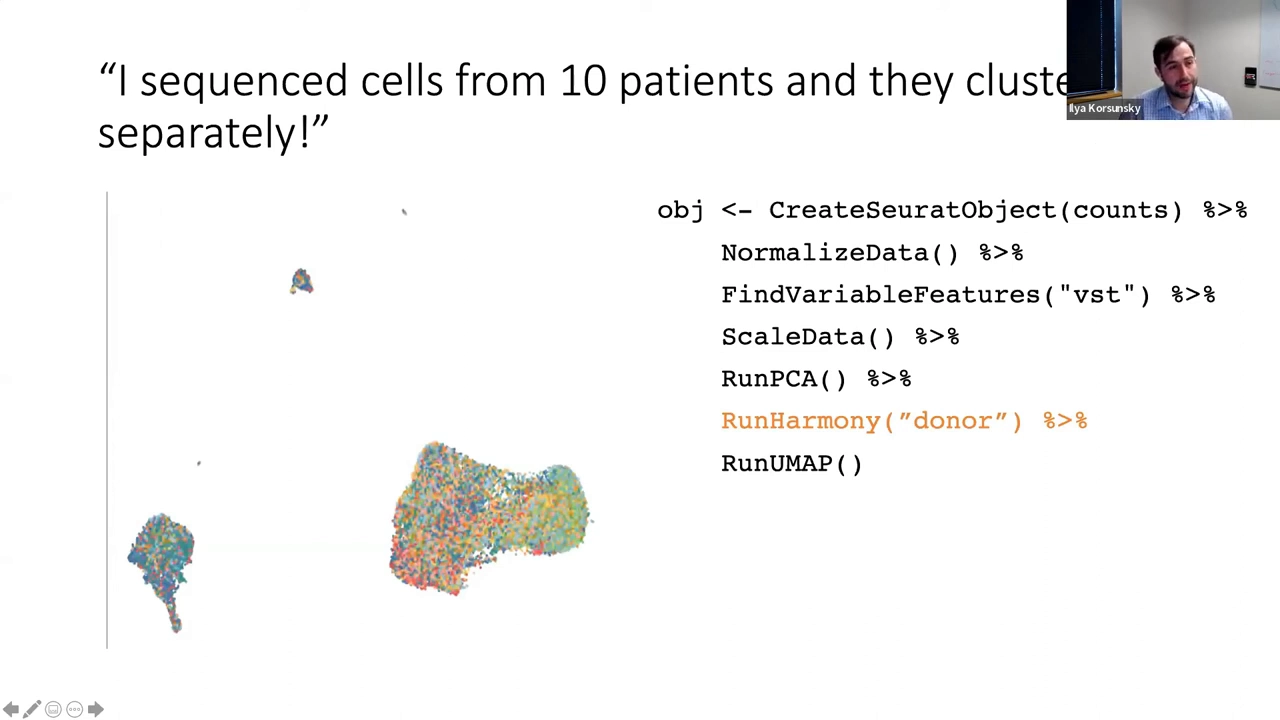 “I sequenced cells from 10 patients and they cluste
separately!”
Ilya Korsunsky
obj <- CreateSeuratObject(counts) %>%
NormalizeData() %>%
FindVariableFeatures("vst") %>%
ScaleData() %>%
RunPCA() %>%
RunHarmony(”donor”) %>%
RunUMAP()